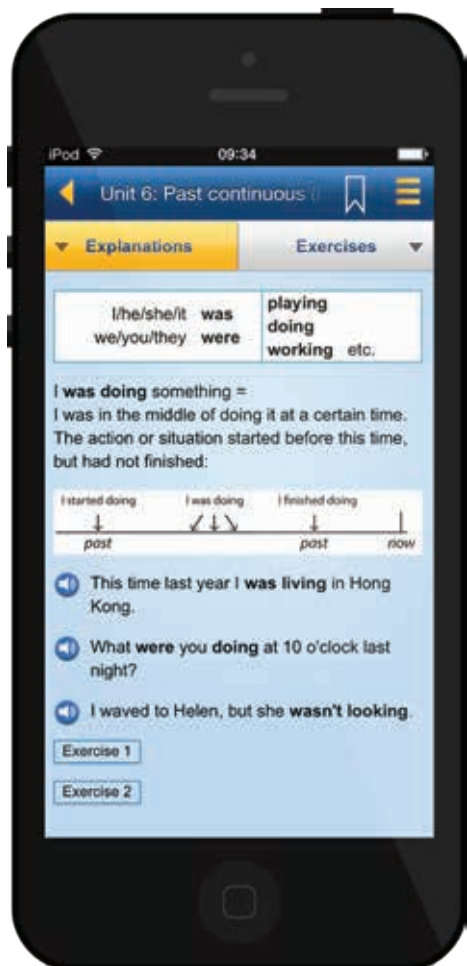 iPod 09:34
Unit 6: Past continuous (
Explanations Exercises
I/he/she/it was
we/you/they were
playing
doing
working etc.
I was doing something =
I was in the middle of doing it at a certain time.
The action or situation started before this time,
but had not finished:
I started doing I was doing I finished doing
past past now
This time last year I was living in Hong
Kong.
What were you doing at 10 o'clock last
night?
I waved to Helen, but she wasn't looking.
Exercise 1
Exercise 2